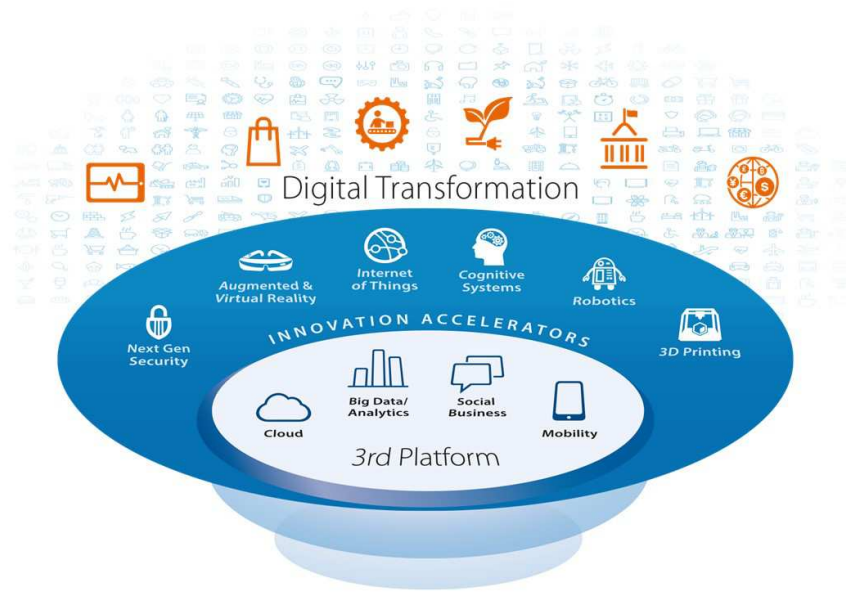 Digital Transformation
Augmented &
Virtual Reality
Internet
of Things
Cognitive
Systems
Robotics
Next Gen
Security
3D Printing
INNOVATION ACCELERATORS
Cloud
Big Data/
Analytics
Social
Business
Mobility
3rd Platform